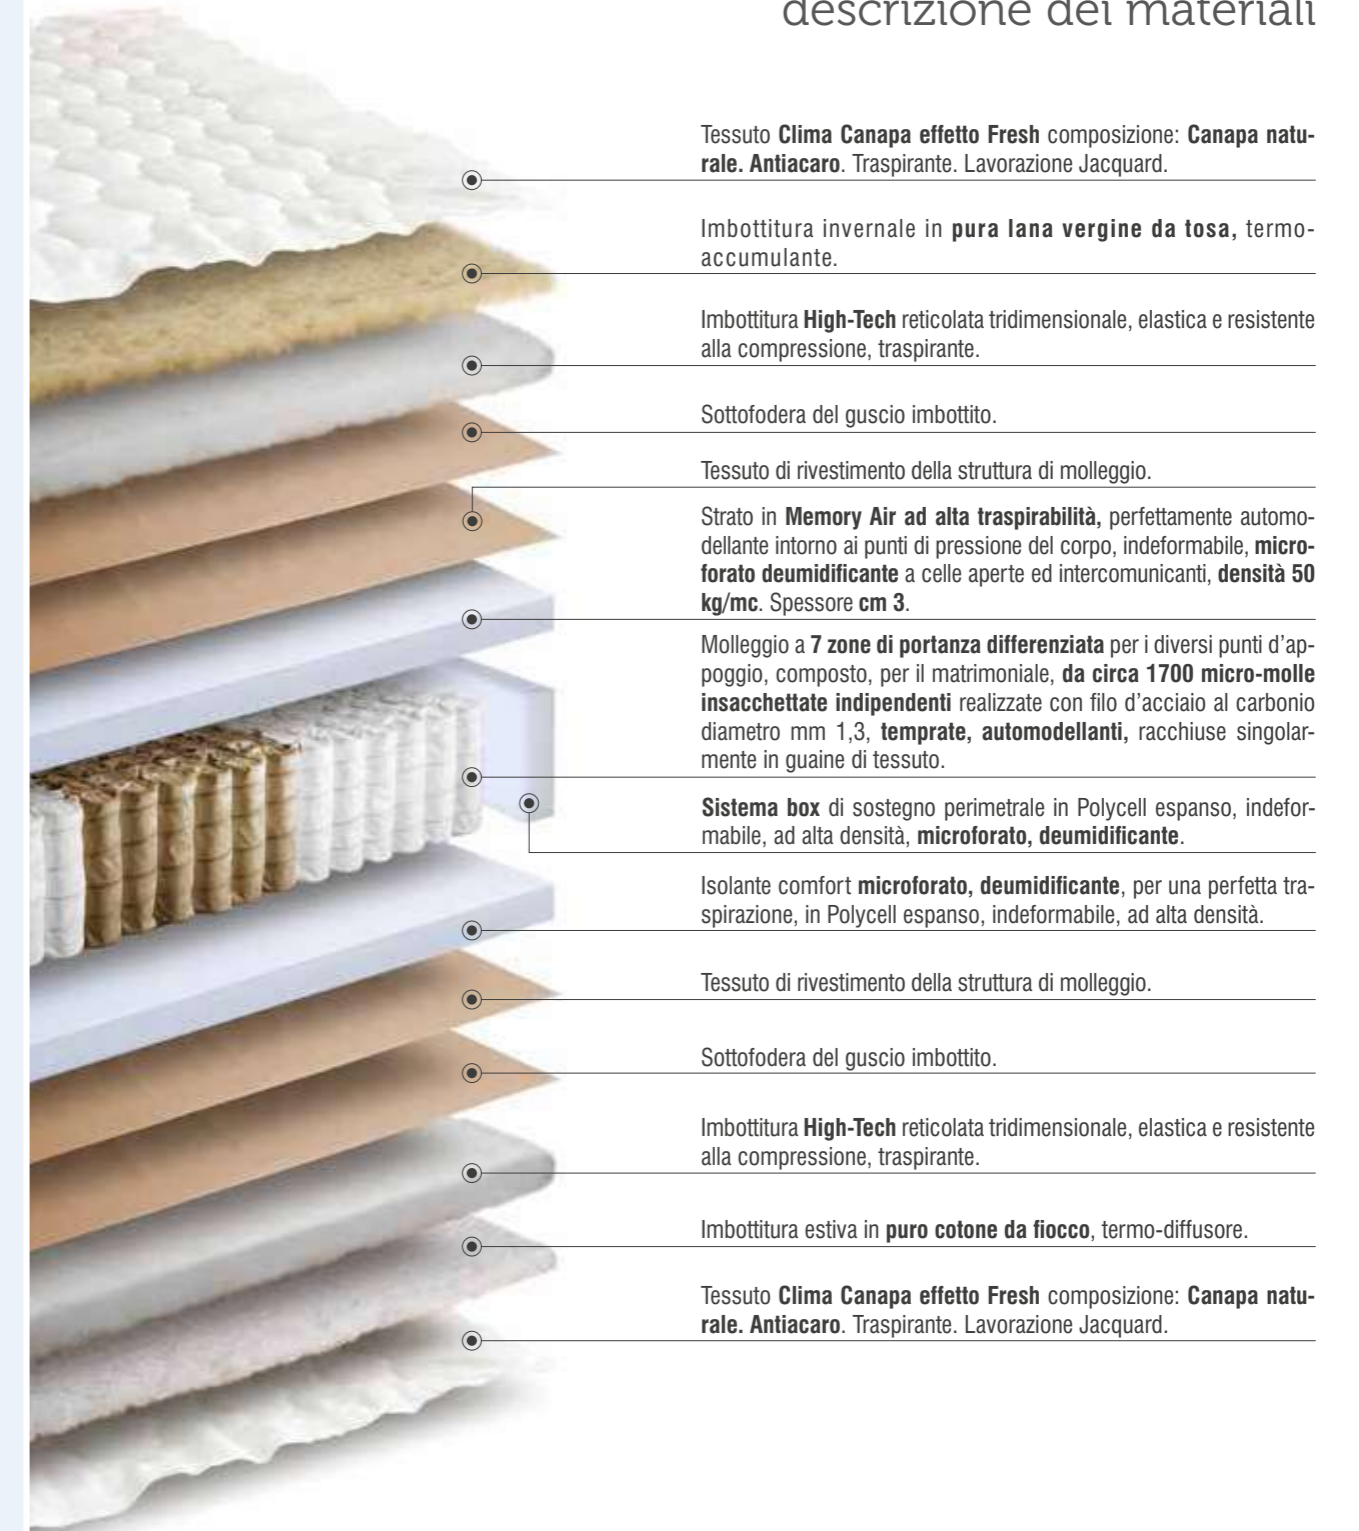 descrizione dei materiali
Tessuto Clima Canapa effetto Fresh composizione: Canapa natu-
rale. Antiacaro. Traspirante. Lavorazione Jacquard.
Imbottitura invernale in pura lana vergine da tosa, termo-
accumulante.
Imbottitura High-Tech reticolata tridimensionale, elastica e resistente
alla compressione, traspirante.
Sottofodera del guscio imbottito.
Tessuto di rivestimento della struttura di molleggio.
Strato in Memory Air ad alta traspirabilità, perfettamente automo-
dellante intorno ai punti di pressione del corpo, indeformabile, micro-
forato deumidificante a celle aperte ed intercomunicanti, densità 50
kg/mc. Spessore cm 3.
Molleggio a 7 zone di portanza differenziata per i diversi punti d'ap-
poggio, composto, per il matrimoniale, da circa 1700 micro-molle
insacchettate indipendenti realizzate con filo d'acciaio al carbonio
diametro mm 1,3, temprate, automodellanti, racchiuse singolar-
mente in guaine di tessuto.
Sistema box di sostegno perimetrale in Polycell espanso, indefor-
mabile, ad alta densità, microforato, deumidificante.
Isolante comfort microforato, deumidificante, per una perfetta tra-
spirazione, in Polycell espanso, indeformabile, ad alta densità.
Tessuto di rivestimento della struttura di molleggio.
Sottofodera del guscio imbottito.
Imbottitura High-Tech reticolata tridimensionale, elastica e resistente
alla compressione, traspirante.
Imbottitura estiva in puro cotone da fiocco, termo-diffusore.
Tessuto Clima Canapa effetto Fresh composizione: Canapa natu-
rale. Antiacaro. Traspirante. Lavorazione Jacquard.